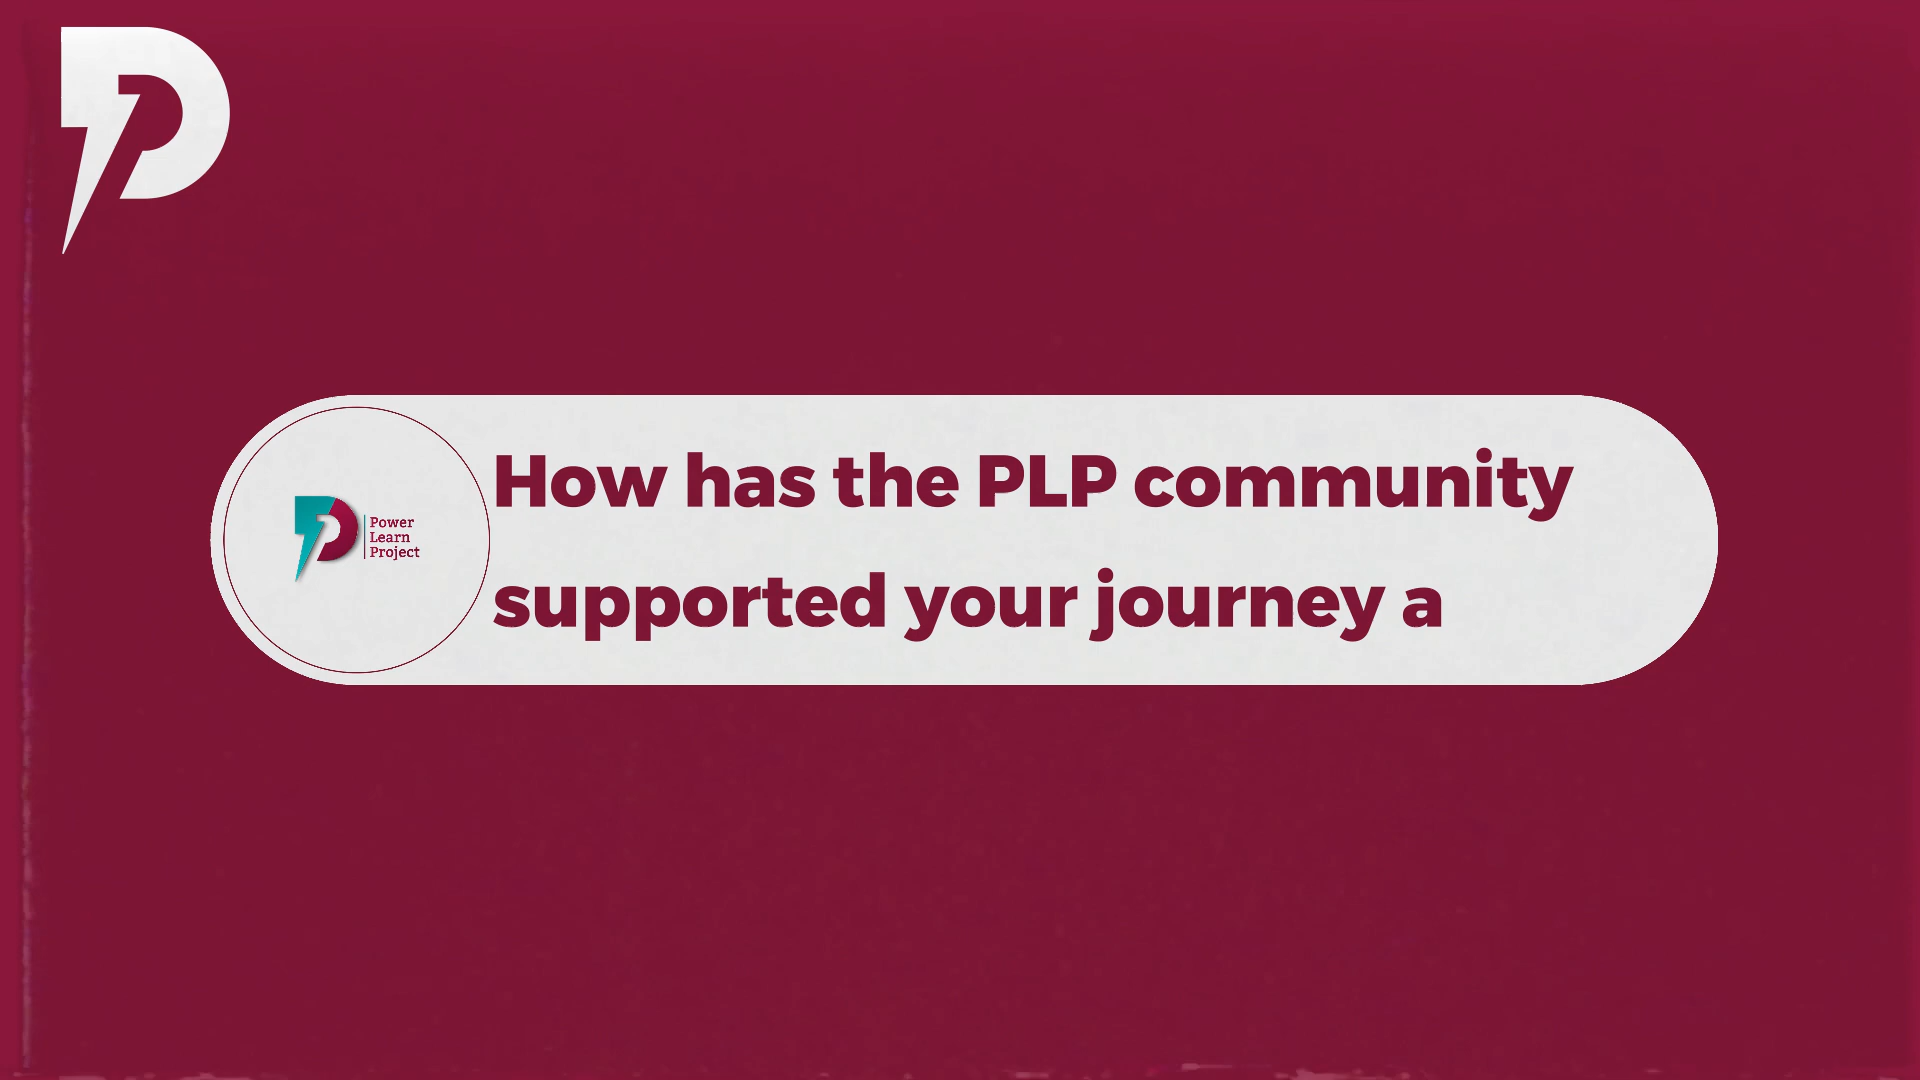 Power
Learn
Project
How has the PLP community
supported your journey a